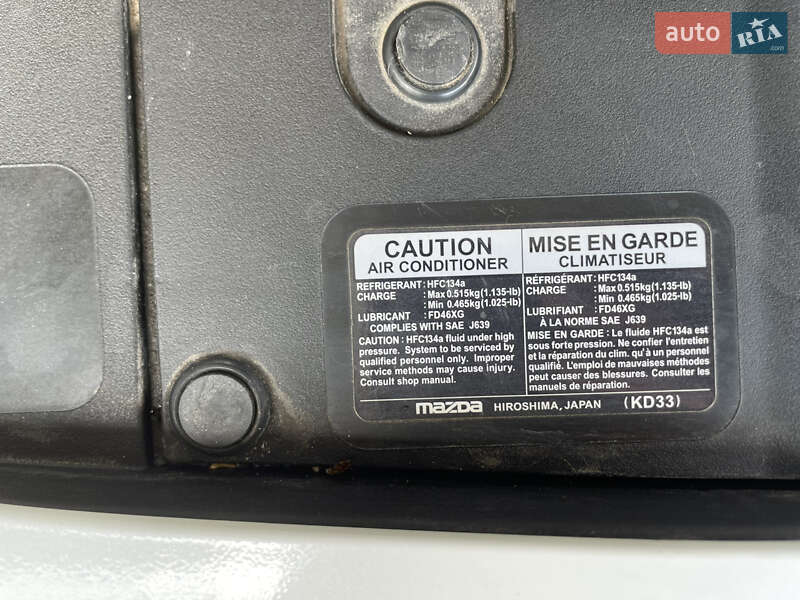 auto RIA .com
CAUTION
AIR CONDITIONER
REFRIGERANT : HFC134a
CHARGE : Max 0.515kg(1.135-lb)
: Min 0.465kg(1.025-lb)
LUBRICANT : FD46XG
COMPLIES WITH SAE J639
CAUTION : HFC134a fluid under high
pressure. System to be serviced by
qualified personnel only. Improper
service methods may cause injury.
Consult shop manual.
MISE EN GARDE
CLIMATISEUR
RÉFRIGÉRANT : HFC134a
CHARGE : Max 0.515kg(1.135-lb)
: Min 0.465kg(1.025-lb)
LUBRIFIANT : FD46XG
À LA NORME SAE J639
MISE EN GARDE : Le fluide HFC134a est
sous forte pression. Ne confier l'entretien
et la réparation du clim. qu'à un personnel
qualifié. L'emploi de mauvaises méthodes
peut causer des blessures. Consulter les
manuels de réparation.
mazda HIROSHIMA, JAPAN (KD33)